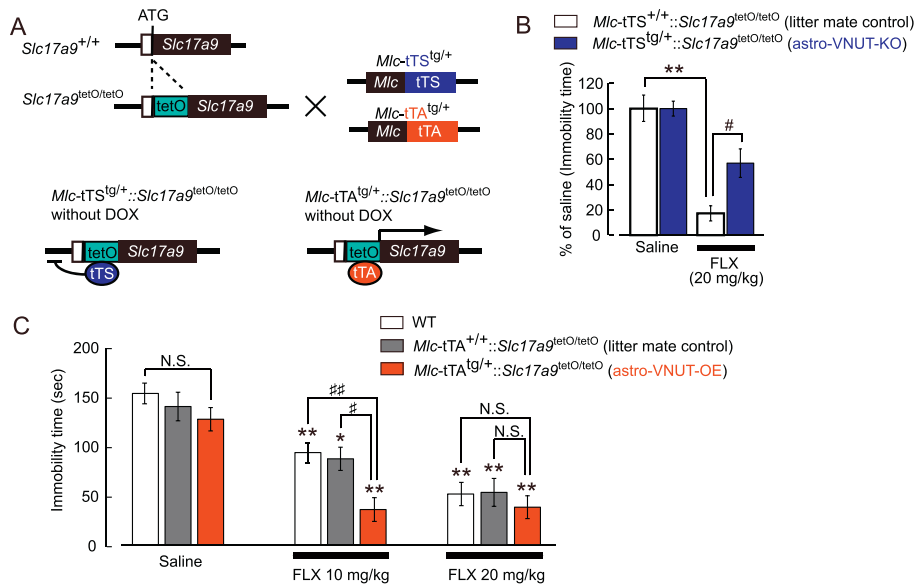 A
ATG
Slc17a9+/+
Slc17a9
Slc17a9tetO/tetO
tetO
Slc17a9
Mlc-tTStg/+
Mlc
tTS
Mlc-tTAtg/+
Mlc
tTA
Mlc-tTStg/+::Slc17a9tetO/tetO
without DOX
tetO
Slc17a9
tTS
Mlc-tTAtg/+::Slc17a9tetO/tetO
without DOX
tetO
Slc17a9
tTA
B
Mlc-tTS+/+::Slc17a9tetO/tetO
(litter mate control)
Mlc-tTStg/+::Slc17a9tetO/tetO (astro-VNUT-KO)
% of saline (Immobility time)
120
100
80
60
40
20
0
**
#
Saline
FLX
(20 mg/kg)
C
WT
Mlc-tTA+/+::Slc17a9tetO/tetO (litter mate control)
Mlc-tTAtg/+::Slc17a9tetO/tetO (astro-VNUT-OE)
Immobility time (sec)
200
150
100
50
0
N.S.
♯♯
♯
**
*
**
N.S.
N.S.
**
**
**
Saline
FLX 10 mg/kg
FLX 20 mg/kg